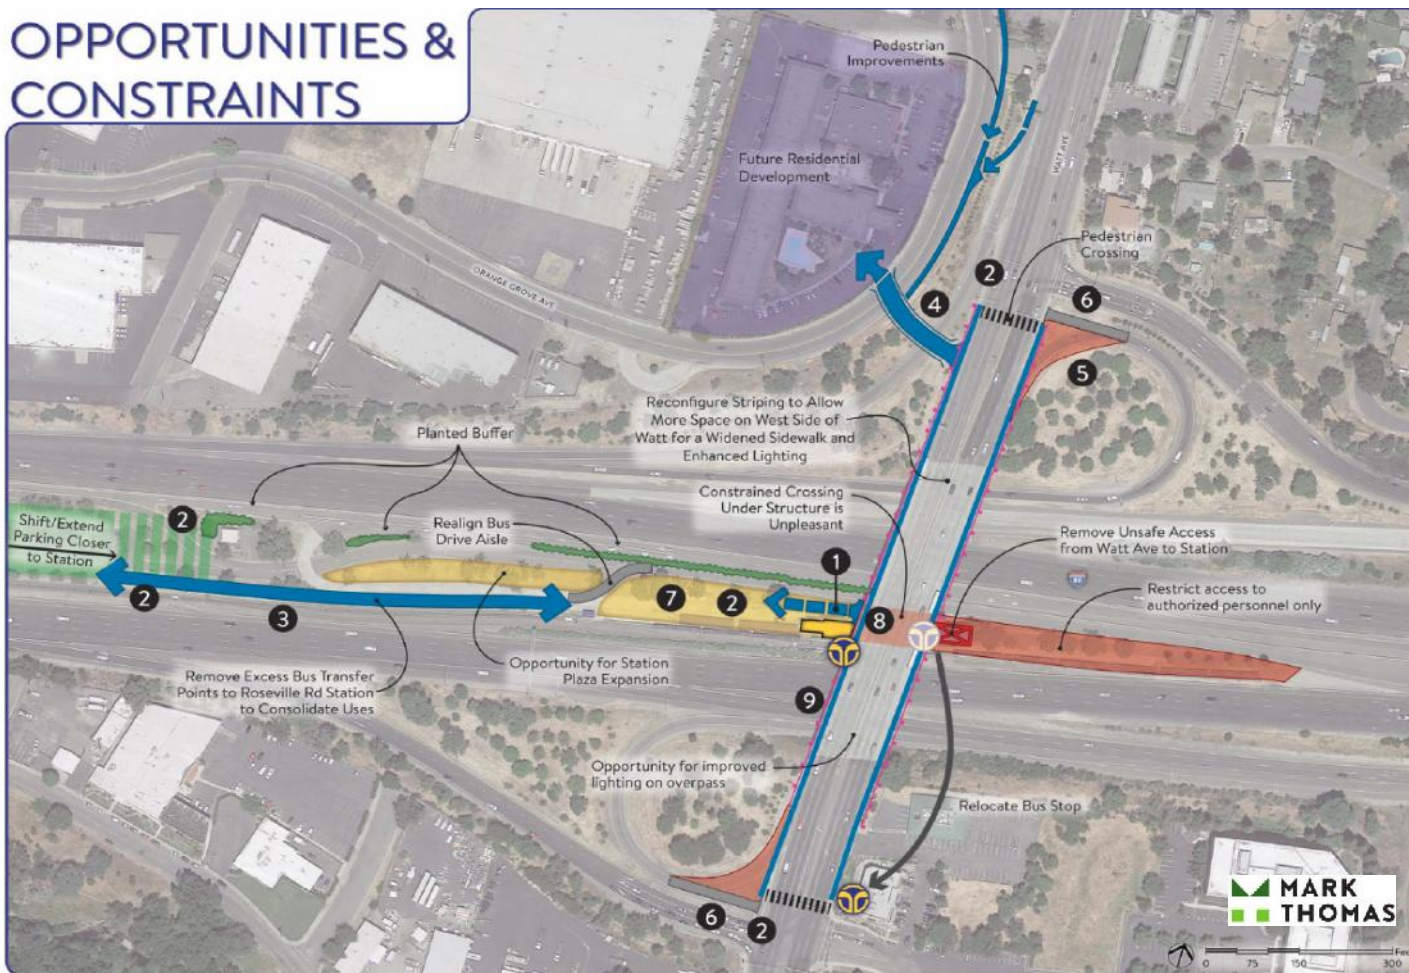 OPPORTUNITIES &
CONSTRAINTS
Pedestrian
Improvements
WATT AVE
Future Residential
Development
Pedestrian
Crossing
2
6
4
5
ORANGE GROVE AVE
Reconfigure Striping to Allow
More Space on West Side of
Watt for a Widened Sidewalk and
Enhanced Lighting
Planted Buffer
Constrained Crossing
Under Structure is
Unpleasant
Shift/Extend
Parking Closer
to Station
2
Realign Bus
Drive Aisle
Remove Unsafe Access
from Watt Ave to Station
1
80
Restrict access to
authorized personnel only
2
3
7
2
8
Remove Excess Bus Transfer
Points to Roseville Rd Station
to Consolidate Uses
Opportunity for Station
Plaza Expansion
9
Opportunity for improved
lighting on overpass
Relocate Bus Stop
6
2
MARK
THOMAS
0 75 150 300 Feet